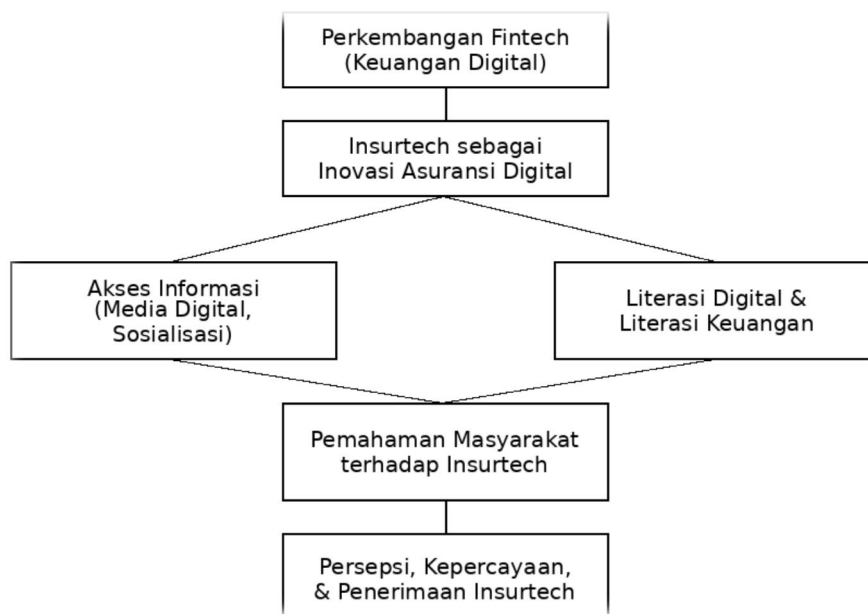 Perkembangan Fintech
(Keuangan Digital)
Insurtech sebagai
Inovasi Asuransi Digital
Akses Informasi
(Media Digital,
Sosialisasi)
Literasi Digital &
Literasi Keuangan
Pemahaman Masyarakat
terhadap Insurtech
Persepsi, Kepercayaan,
& Penerimaan Insurtech